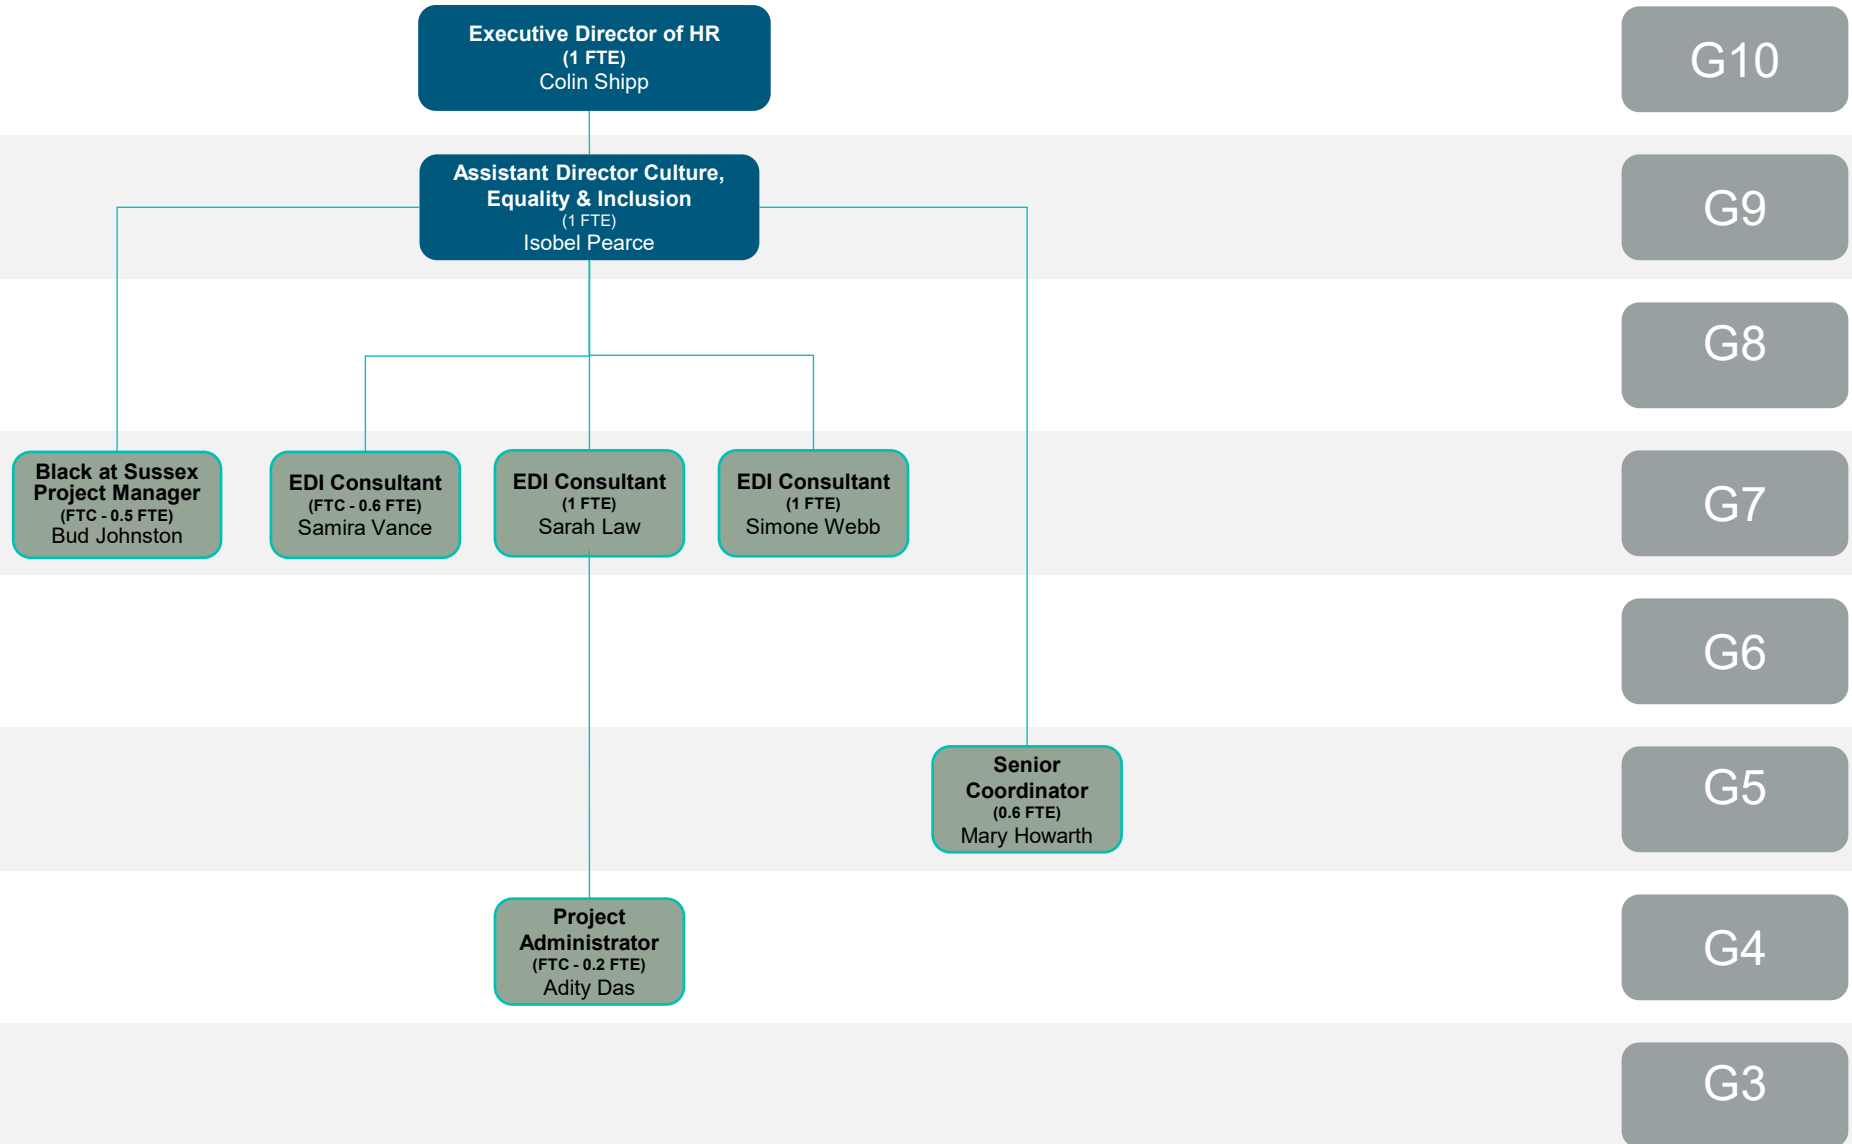 Executive Director of HR
(1 FTE)
Colin Shipp
G10
Assistant Director Culture,
Equality & Inclusion
(1 FTE)
Isobel Pearce
G9
G8
Black at Sussex
Project Manager
(FTC - 0.5 FTE)
Bud Johnston
EDI Consultant
(FTC - 0.6 FTE)
Samira Vance
EDI Consultant
(1 FTE)
Sarah Law
EDI Consultant
(1 FTE)
Simone Webb
G7
G6
Senior
Coordinator
(0.6 FTE)
Mary Howarth
G5
Project
Administrator
(FTC - 0.2 FTE)
Adity Das
G4
G3